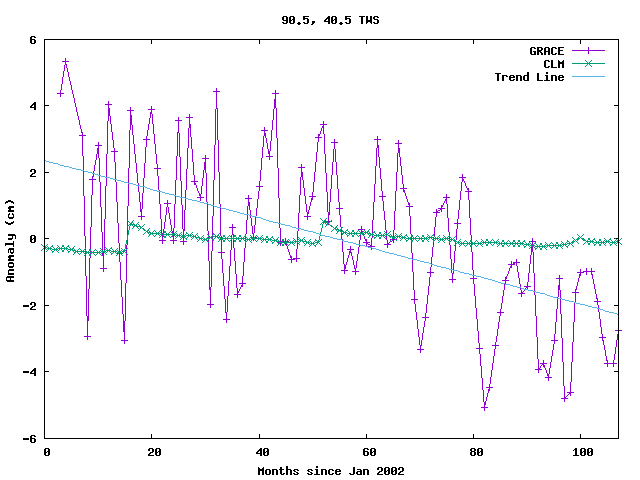 90.5, 40.5 TWS
GRACE
CLM
Trend Line
6
4
2
0
-2
-4
-6
Anomaly (cm)
0 20 40 60 80 100
Months since Jan 2002